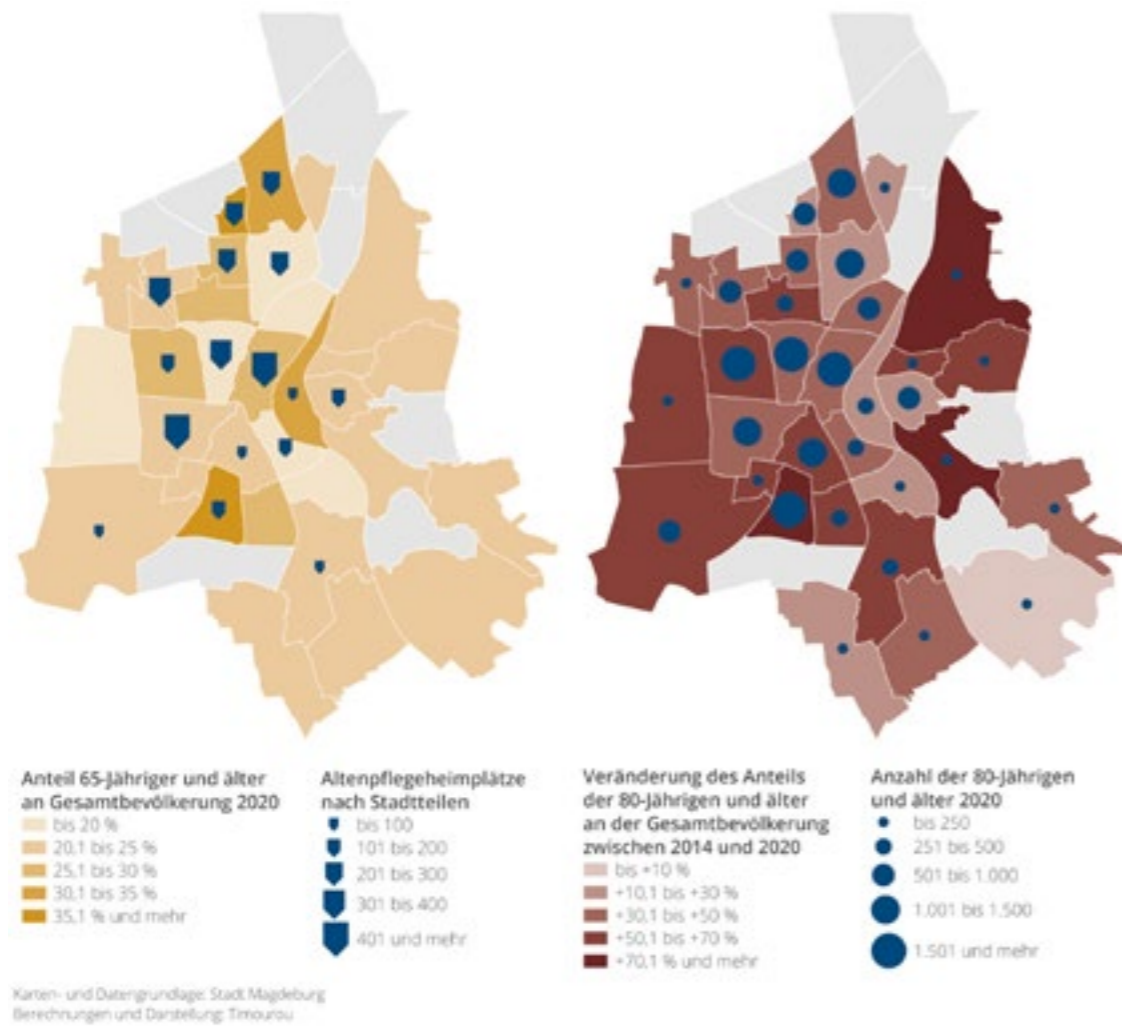 Anteil 65-Jähriger und älter
an Gesamtbevölkerung 2020
bis 20 %
20,1 bis 25 %
25,1 bis 30 %
30,1 bis 35 %
35,1 % und mehr
Altenpflegeheimplätze
nach Stadtteilen
bis 100
101 bis 200
201 bis 300
301 bis 400
401 und mehr
Veränderung des Anteils
der 80-Jährigen und älter
an der Gesamtbevölkerung
zwischen 2014 und 2020
bis +10 %
+10,1 bis +30 %
+30,1 bis +50 %
+50,1 bis +70 %
+70,1 % und mehr
Anzahl der 80-Jährigen
und älter 2020
bis 250
251 bis 500
501 bis 1.000
1.001 bis 1.500
1.501 und mehr
Karten- und Datengrundlage: Stadt Magdeburg
Berechnungen und Darstellung: Timourou